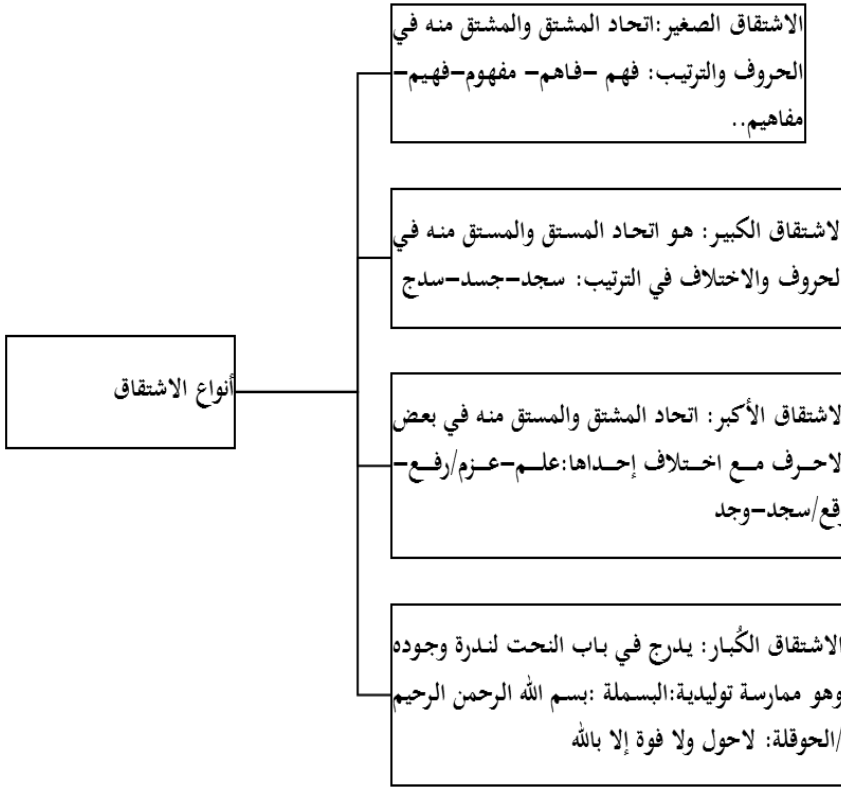 الاشتقاق الصغير:اتحاد المشتق والمشتق منه في
الحروف والترتيب: فهم –فاهم– مفهوم–فهيم–
مفاهيم..
لاشتقاق الكبير: هو اتحاد المستق والمستق منه في
لحروف والاختلاف في الترتيب: سجد–جسد–سدج
أنواع الاشتقاق
لاشتقاق الأكبر: اتحاد المشتق والمستق منه في بعض
لاحرف مع اختلاف إحداها:علم–عزم/رفع–
وقع/سجد–وجد
الاشتقاق الكُبار: يدرج في باب النحت لندرة وجوده
وهو ممارسة توليدية:البسملة :بسم الله الرحمن الرحيم
/الحوقلة: لاحول ولا فوة إلا بالله